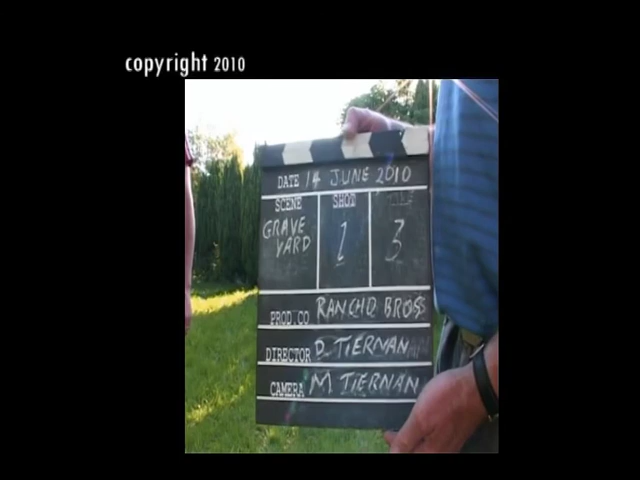 copyright 2010
DATE 14 JUNE 2010
SCENE SHOT
GRAVE YARD 1 3
PROD.CO RANCHO BROS
DIRECTOR D. TIERNAN
CAMERA M TIERNAN